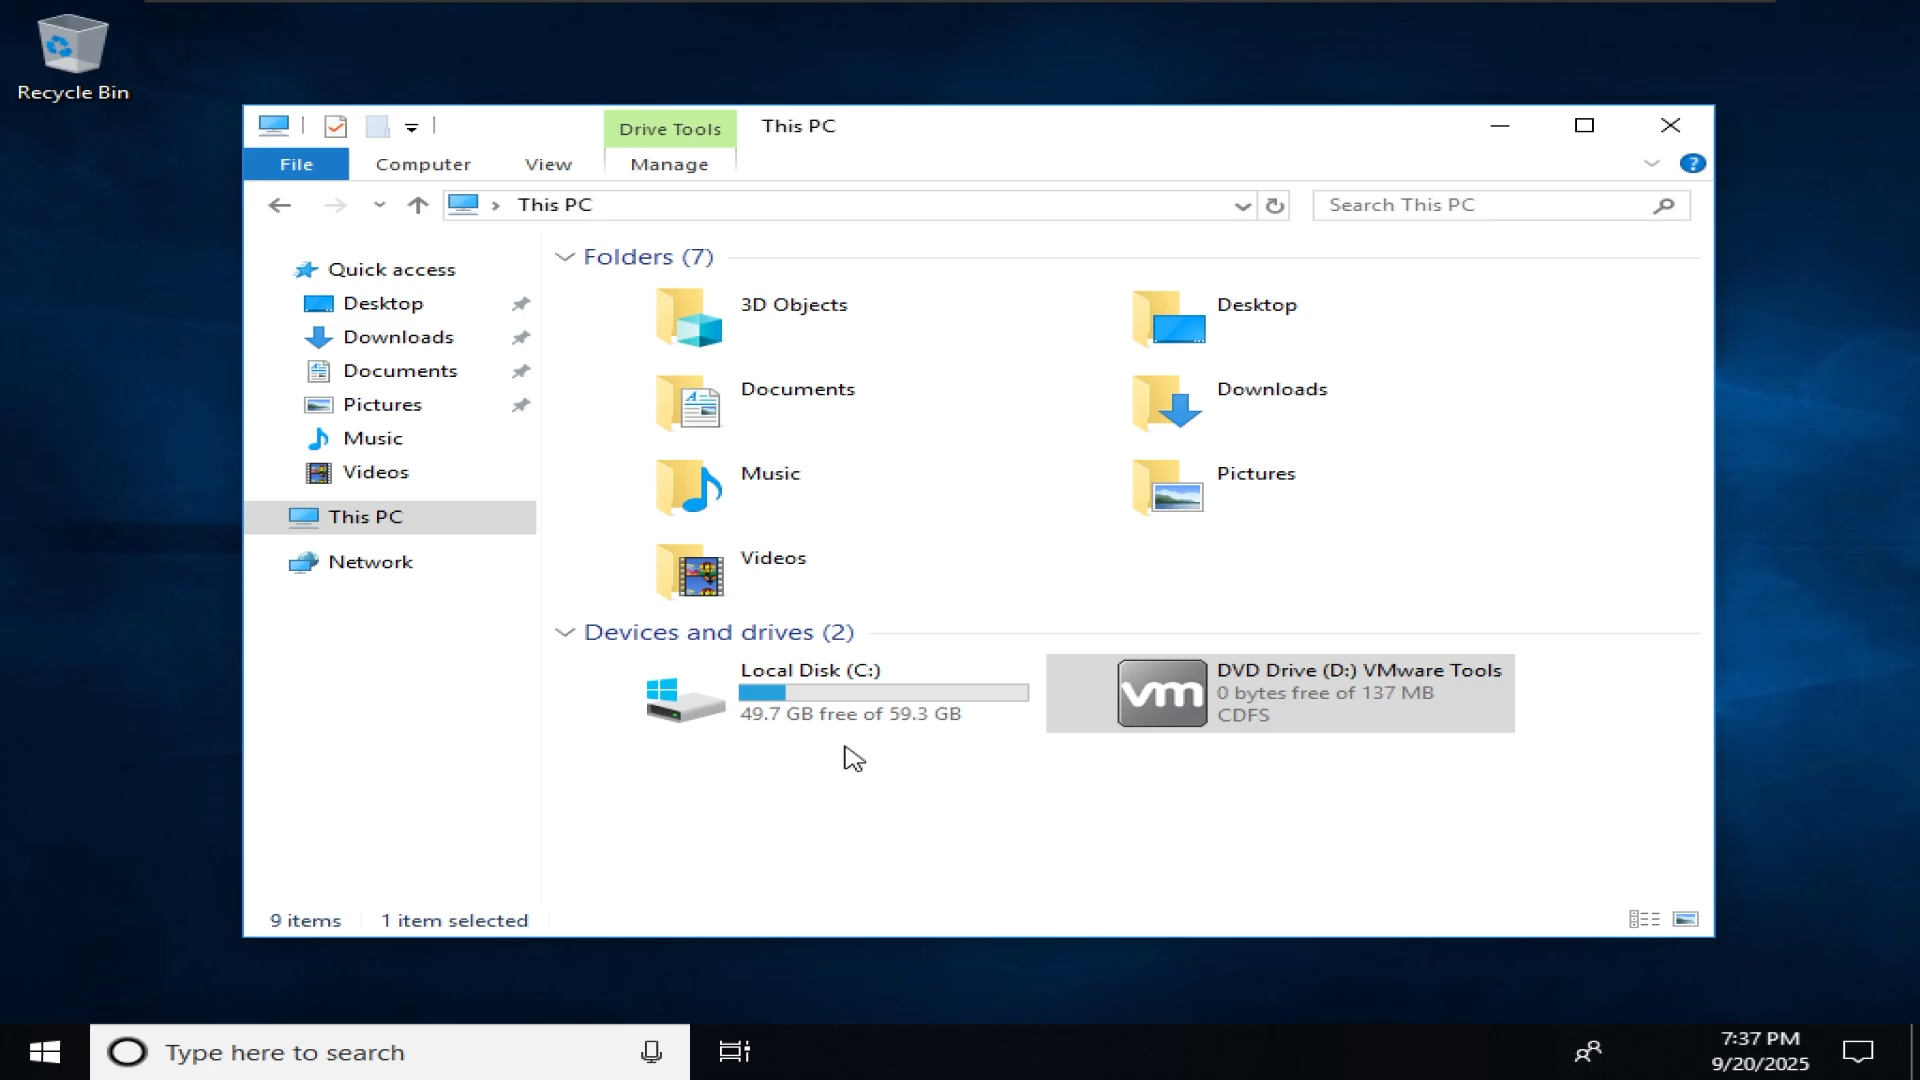 Recycle Bin
Drive Tools
This PC
File
Computer
View
Manage
This PC
Search This PC
Quick access
Desktop
Downloads
Documents
Pictures
Music
Videos
This PC
Network
Folders (7)
3D Objects
Desktop
Documents
Downloads
Music
Pictures
Videos
Devices and drives (2)
Local Disk (C:)
49.7 GB free of 59.3 GB
vm
DVD Drive (D:) VMware Tools
0 bytes free of 137 MB
CDFS
9 items
1 item selected
Type here to search
7:37 PM
9/20/2025